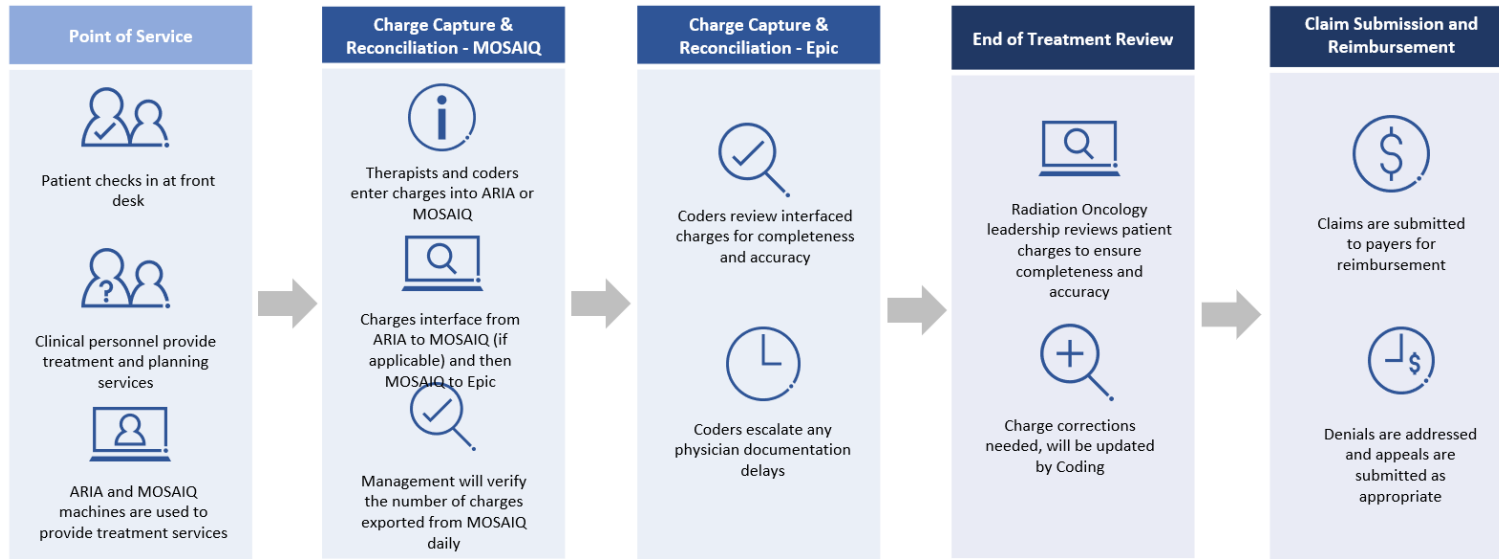 Point of Service
Patient checks in at front
desk
Clinical personnel provide
treatment and planning
services
ARIA and MOSAIQ
machines are used to
provide treatment services
Charge Capture &
Reconciliation - MOSAIQ
Therapists and coders
enter charges into ARIA or
MOSAIQ
Charges interface from
ARIA to MOSAIQ (if
applicable) and then
MOSAIQ to Epic
Management will verify
the number of charges
exported from MOSAIQ
daily
Charge Capture &
Reconciliation - Epic
Coders review interfaced
charges for completeness
and accuracy
Coders escalate any
physician documentation
delays
End of Treatment Review
Radiation Oncology
leadership reviews patient
charges to ensure
completeness and
accuracy
Charge corrections
needed, will be updated
by Coding
Claim Submission and
Reimbursement
Claims are submitted
to payers for
reimbursement
Denials are addressed
and appeals are
submitted as
appropriate